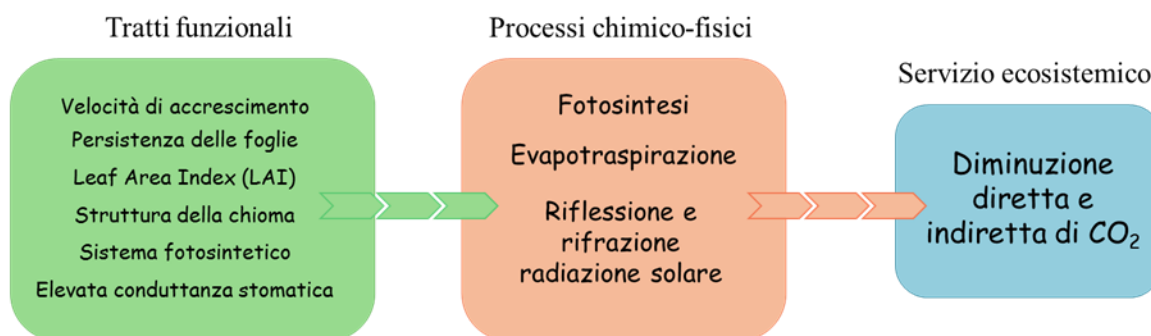 Tratti funzionali
Velocità di accrescimento
Persistenza delle foglie
Leaf Area Index (LAI)
Struttura della chioma
Sistema fotosintetico
Elevata conduttanza stomatica
Processi chimico-fisici
Fotosintesi
Evapotraspirazione
Riflessione e
rifrazione
radiazione solare
Servizio ecosistemico
Diminuzione
diretta e
indiretta di CO₂